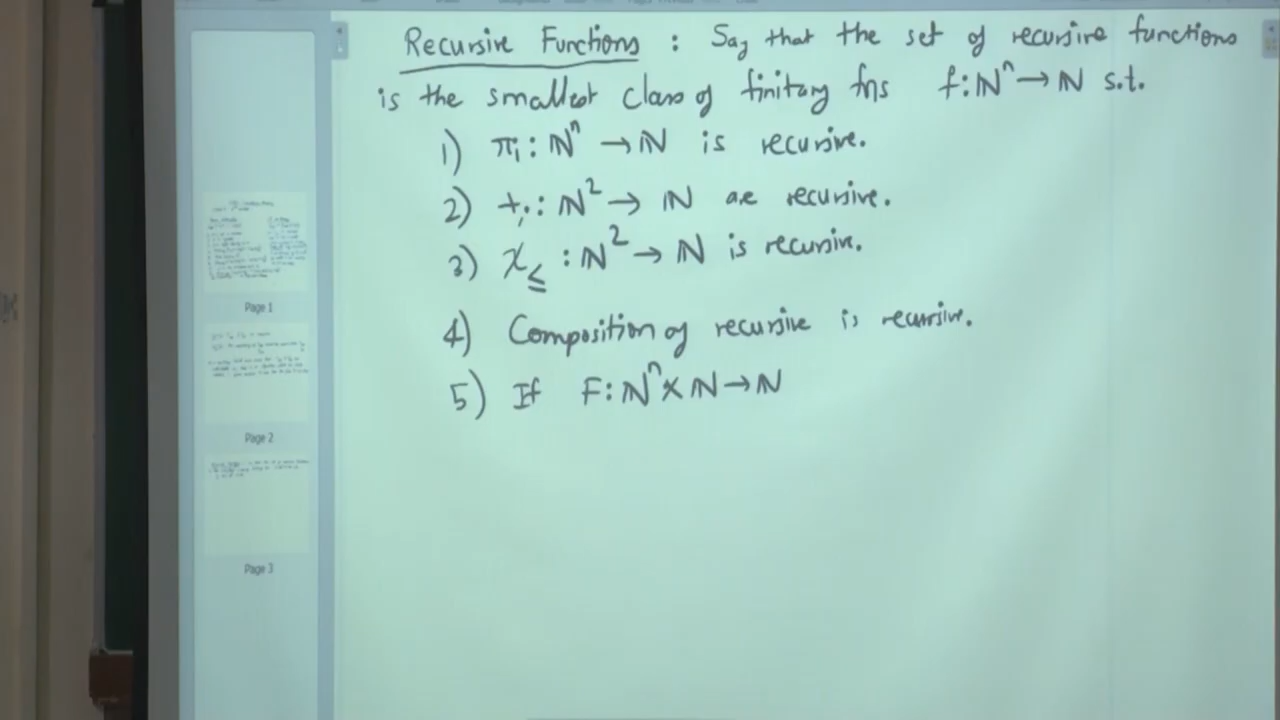 Recursive Functions : Say that the set of recursive functions
is the smallest class of finitary fns f: ℕⁿ → ℕ s.t.
1) πᵢ : ℕⁿ → ℕ is recursive.
2) +,· : ℕ² → ℕ are recursive.
3) χ_≤ : ℕ² → ℕ is recursive.
4) Composition of recursive is recursive.
5) If F: ℕⁿ × ℕ → ℕ
Page 1
Page 2
Page 3